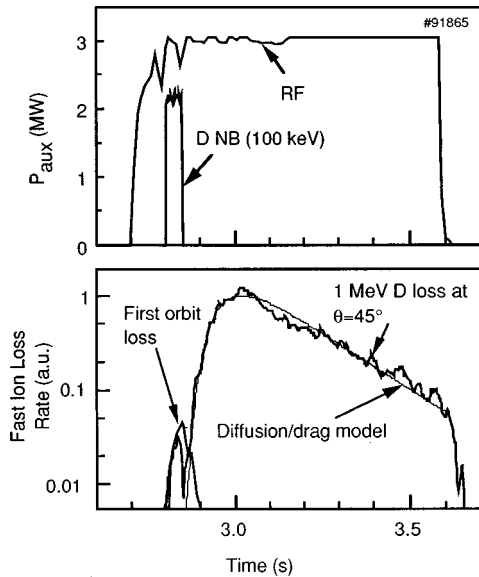 #91865
4
3
2
1
0
P_aux (MW)
RF
D NB (100 keV)
1
0.1
0.01
Fast Ion Loss
Rate (a.u.)
First orbit
loss
1 MeV D loss at
θ=45°
Diffusion/drag model
3.0
3.5
Time (s)